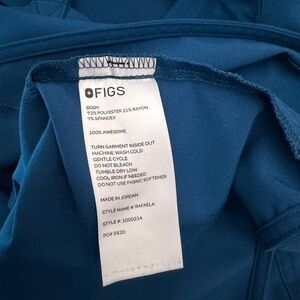 FIGS
BODY:
72% POLYESTER 21% RAYON
7% SPANDEX
100% AWESOME
TURN GARMENT INSIDE OUT
MACHINE WASH COLD
GENTLE CYCLE
DO NOT BLEACH
TUMBLE DRY LOW
COOL IRON IF NEEDED
DO NOT USE FABRIC SOFTENER
MADE IN JORDAN
STYLE NAME # RAFAELA
STYLE # 1000214
PO# 5620